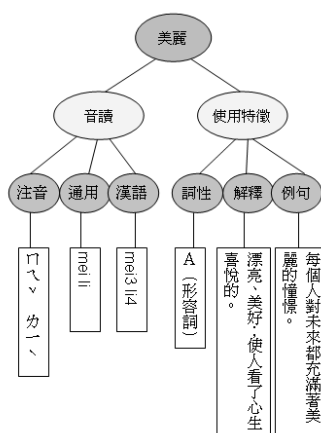 美麗
音讀
使用特徵
注音
通用
漢語
詞性
解釋
例句
ㄇㄟˇ ㄌㄧˋ
mei li
mei3 li4
A（形容詞）
漂亮、美好；使人看了心生
喜悅的。
每個人對未來都充滿著美
麗的憧憬。